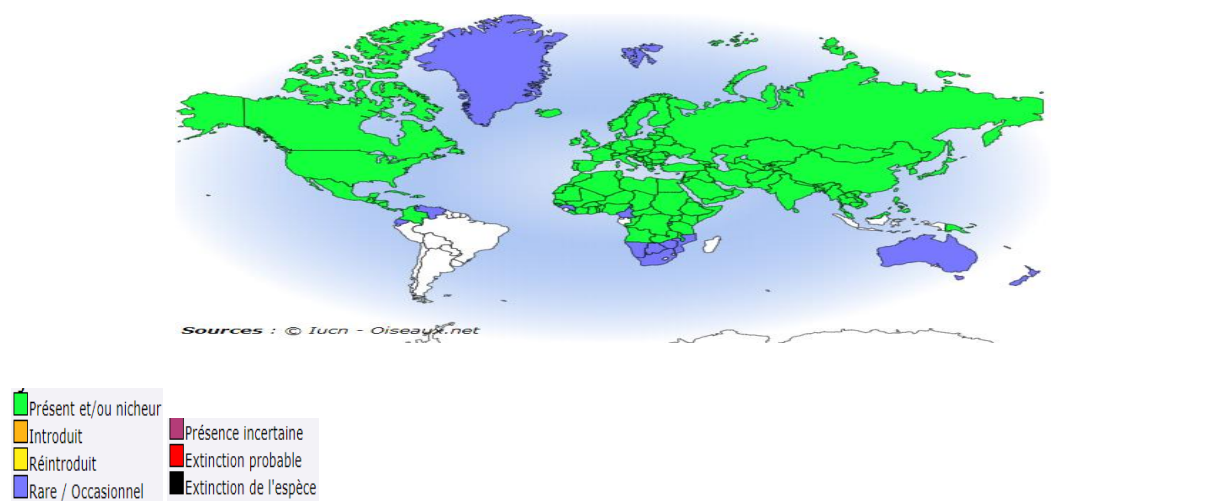 Sources : © Iucn - Oiseaux.net
Présent et/ou nicheur
Introduit
Réintroduit
Rare / Occasionnel
Présence incertaine
Extinction probable
Extinction de l'espèce